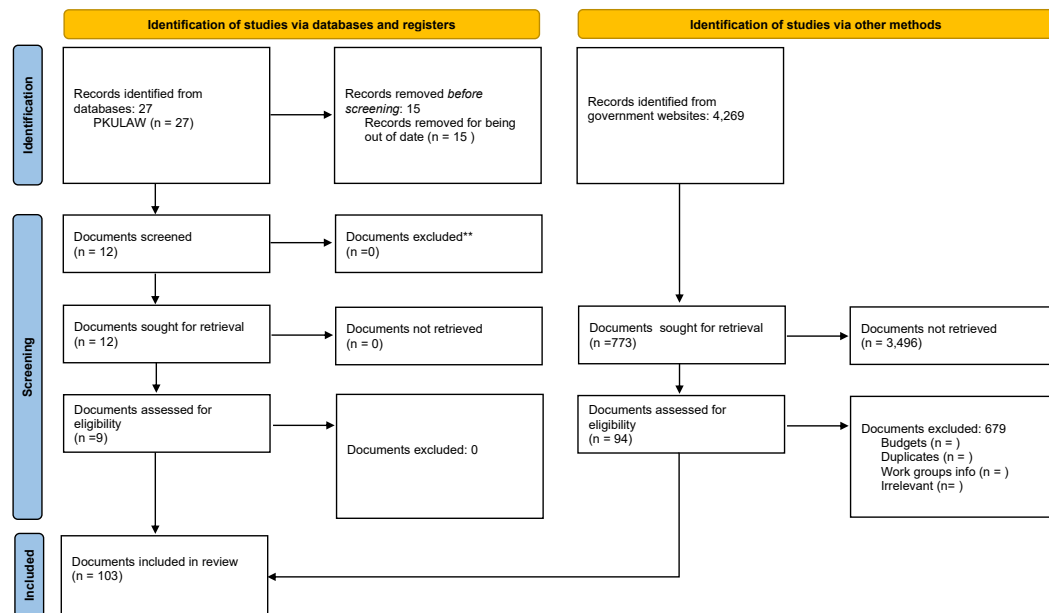 Identification of studies via databases and registers
Identification of studies via other methods
Identification
Records identified from
databases: 27
PKULAW (n = 27)
Records removed before
screening: 15
Records removed for being
out of date (n = 15 )
Records identified from
government websites: 4,269
Screening
Documents screened
(n = 12)
Documents excluded**
(n =0)
Documents sought for retrieval
(n = 12)
Documents not retrieved
(n = 0)
Documents sought for retrieval
(n =773)
Documents not retrieved
(n = 3,496)
Documents assessed for
eligibility
(n =9)
Documents excluded: 0
Documents assessed for
eligibility
(n = 94)
Documents excluded: 679
Budgets (n = )
Duplicates (n = )
Work groups info (n = )
Irrelevant (n= )
Included
Documents included in review
(n = 103)